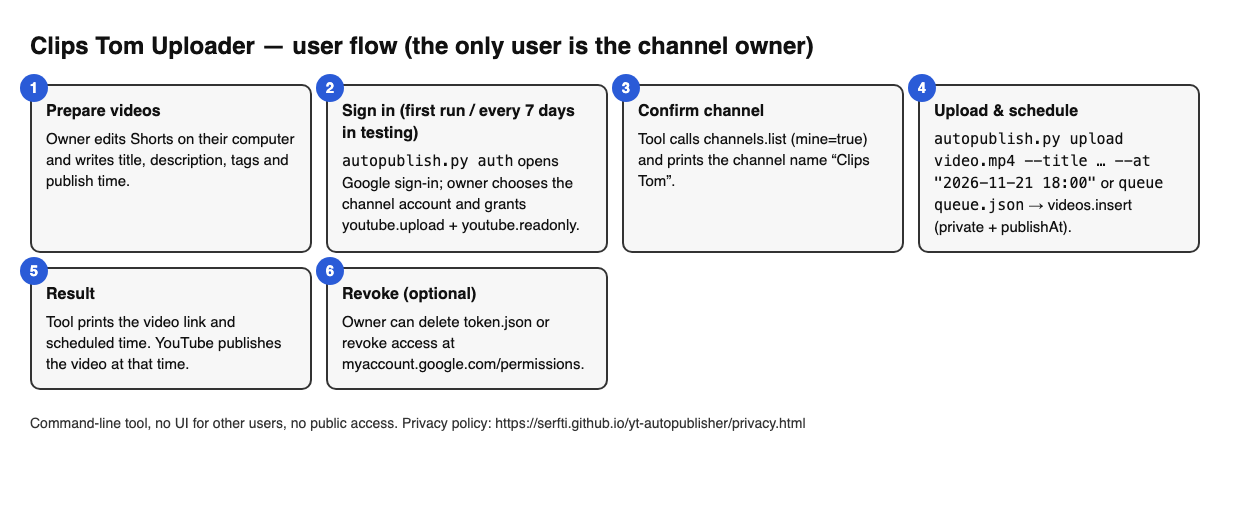 Clips Tom Uploader — user flow (the only user is the channel owner)
1
Prepare videos
Owner edits Shorts on their computer
and writes title, description, tags and
publish time.
2
Sign in (first run / every 7 days
in testing)
autopublish.py auth opens
Google sign-in; owner chooses the
channel account and grants
youtube.upload + youtube.readonly.
3
Confirm channel
Tool calls channels.list (mine=true)
and prints the channel name “Clips
Tom”.
4
Upload & schedule
autopublish.py upload
video.mp4 --title … --at
"2026-11-21 18:00" or queue
queue.json → videos.insert
(private + publishAt).
5
Result
Tool prints the video link and
scheduled time. YouTube publishes
the video at that time.
6
Revoke (optional)
Owner can delete token.json or
revoke access at
myaccount.google.com/permissions.
Command-line tool, no UI for other users, no public access. Privacy policy: https://serfti.github.io/yt-autopublisher/privacy.html